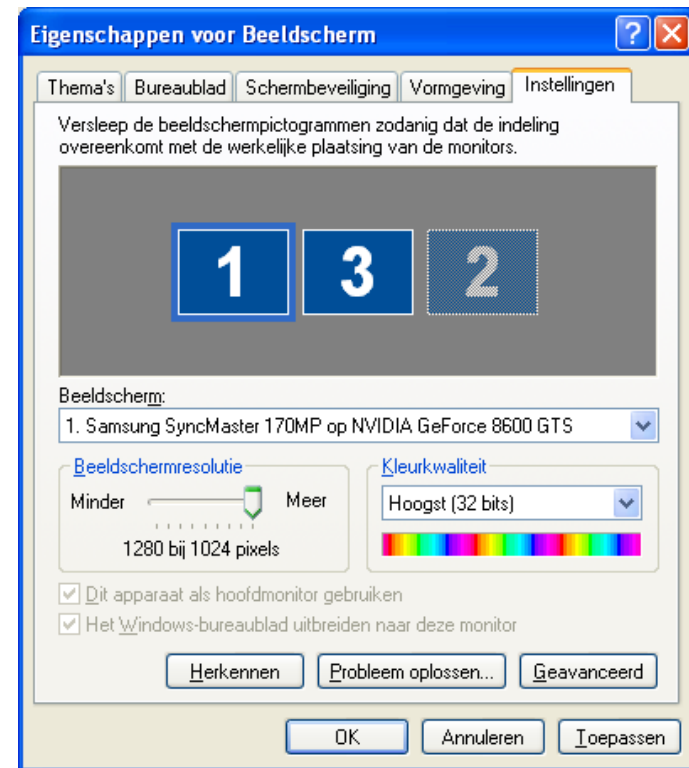 Eigenschappen voor Beeldscherm
Thema's Bureaublad Schermbeveiliging Vormgeving Instellingen
Versleep de beeldschermpictogrammen zodanig dat de indeling
overeenkomt met de werkelijke plaatsing van de monitors.
1 3 2
Beeldscherm:
1. Samsung SyncMaster 170MP op NVIDIA GeForce 8600 GTS
Beeldschermresolutie
Minder Meer
1280 bij 1024 pixels
Kleurkwaliteit
Hoogst (32 bits)
Dit apparaat als hoofdmonitor gebruiken
Het Windows-bureaublad uitbreiden naar deze monitor
Herkennen Probleem oplossen... Geavanceerd
OK Annuleren Toepassen